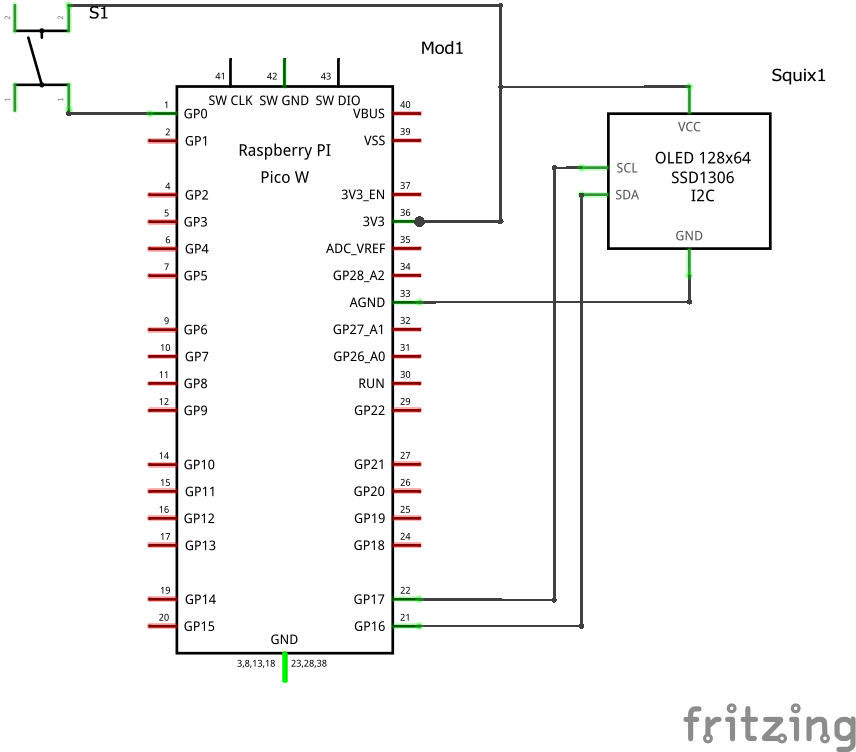 2
2
S1
1
1
Mod1
Squix1
41
42
43
SW CLK
SW GND
SW DIO
Raspberry PI
Pico W
1
GP0
2
GP1
4
GP2
5
GP3
6
GP4
7
GP5
9
GP6
10
GP7
11
GP8
12
GP9
14
GP10
15
GP11
16
GP12
17
GP13
19
GP14
20
GP15
VBUS
40
VSS
39
3V3_EN
37
3V3
36
ADC_VREF
35
GP28_A2
34
AGND
33
GP27_A1
32
GP26_A0
31
RUN
30
GP22
29
GP21
27
GP20
26
GP19
25
GP18
24
GP17
22
GP16
21
GND
3,8,13,18
23,28,38
VCC
OLED 128x64
SSD1306
I2C
SCL
SDA
GND
fritzing